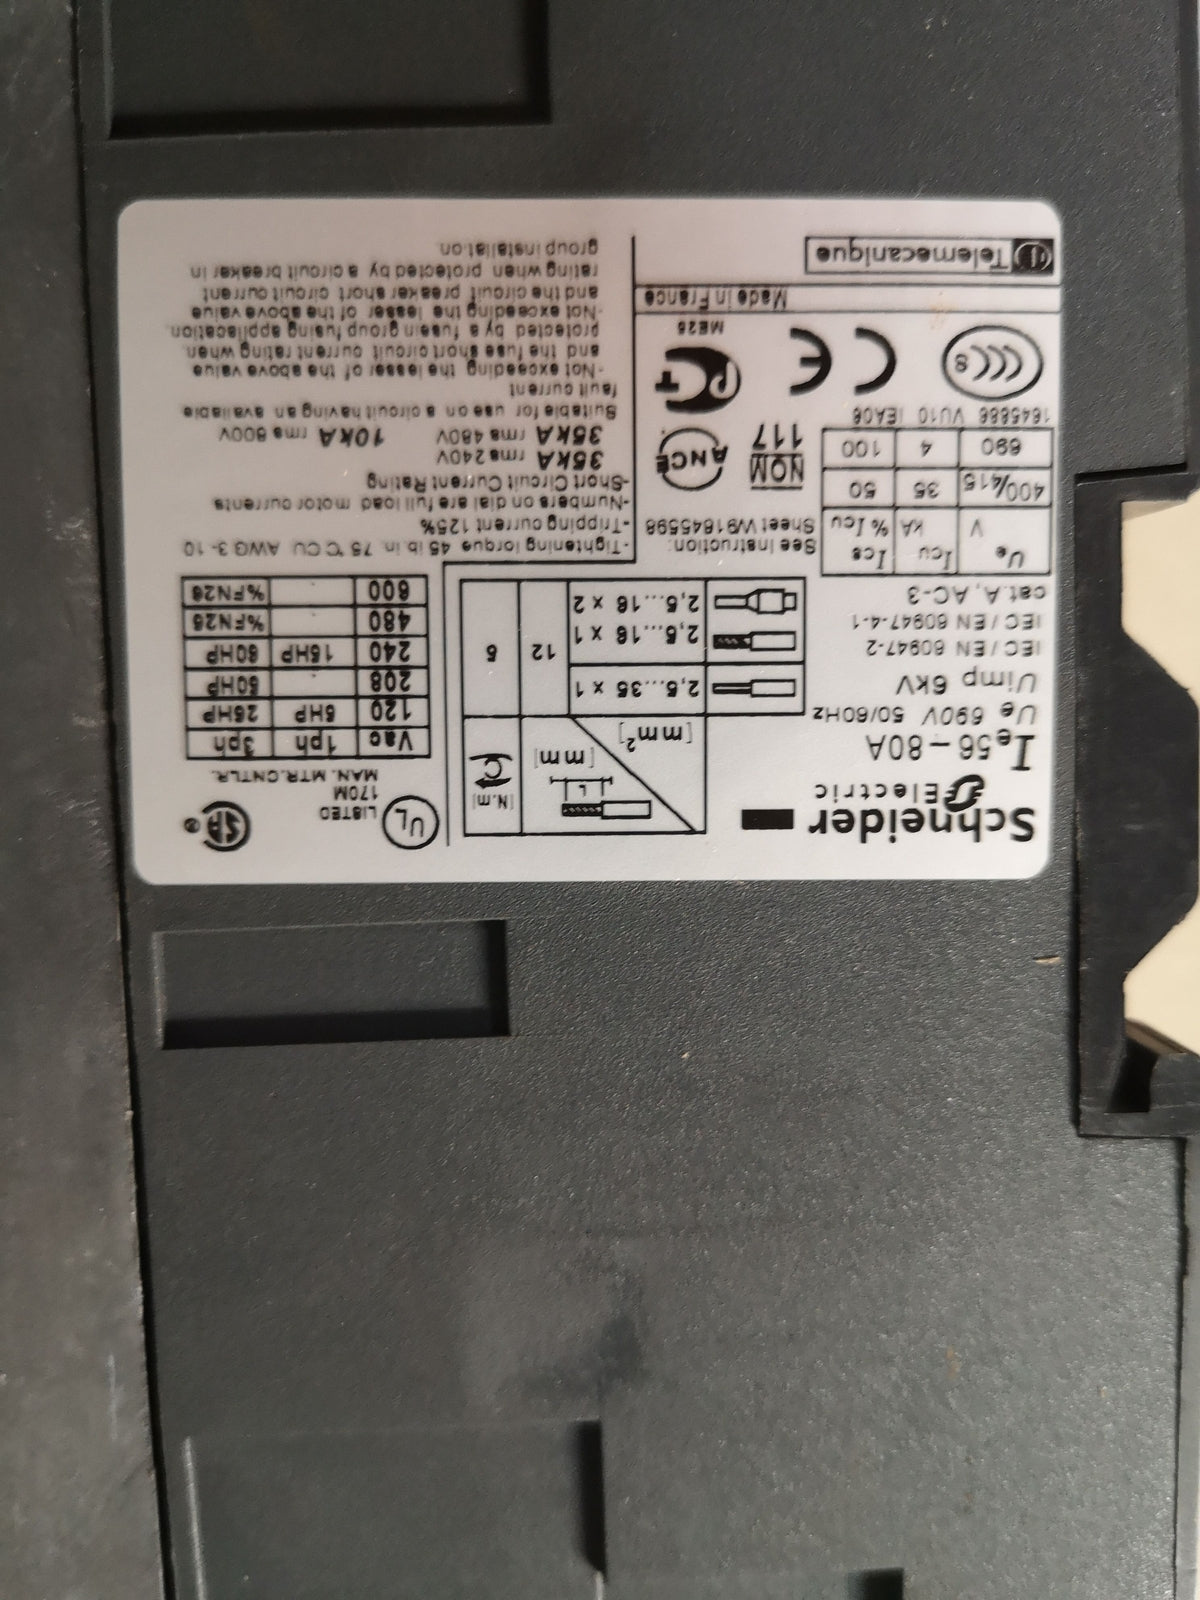 Schneider
Electric
Ie 56-80A
Ue 690V 50/60Hz
Uimp 6kV
IEC / EN 60947-2
IEC / EN 60947-4-1
cat.A, AC-3
Ue Icu Ics
V kA %Icu
400/415 35 50
690 4 100
1645886 VU10 IEA06
CCC S
CE
Made in France
Telemecanique
L
[mm]
[mm²]
[N.m]
2,5...35 x 1
2,5...16 x 1
2,5...16 x 2
12
5
See Instruction:
Sheet W91645598
NOM
117
ANCE
PCT
ME25
UL
LISTED
170M
MAN. MTR.CNTLR.
SA ®
Vac 1ph 3ph
120 5HP 25HP
208 50HP
240 15HP 60HP
480 %FN26
600 %FN26
-Tightening torque 45 lb.in. 75°C CU AWG 3-10
-Tripping current 125%
-Numbers on dial are full load motor currents
-Short Circuit Current Rating
35kA rms 240V
35kA rms 480V 10kA rms 600V
Suitable for use on a circuit having an available
fault current
-Not exceeding the lesser of the above value
and the fuse short circuit current rating when
protected by a fuse in group fusing applacation.
-Not exceeding the lesser of the above value
and the circuit breaker short circuit current
rating when protected by a circuit breaker in
group installation.